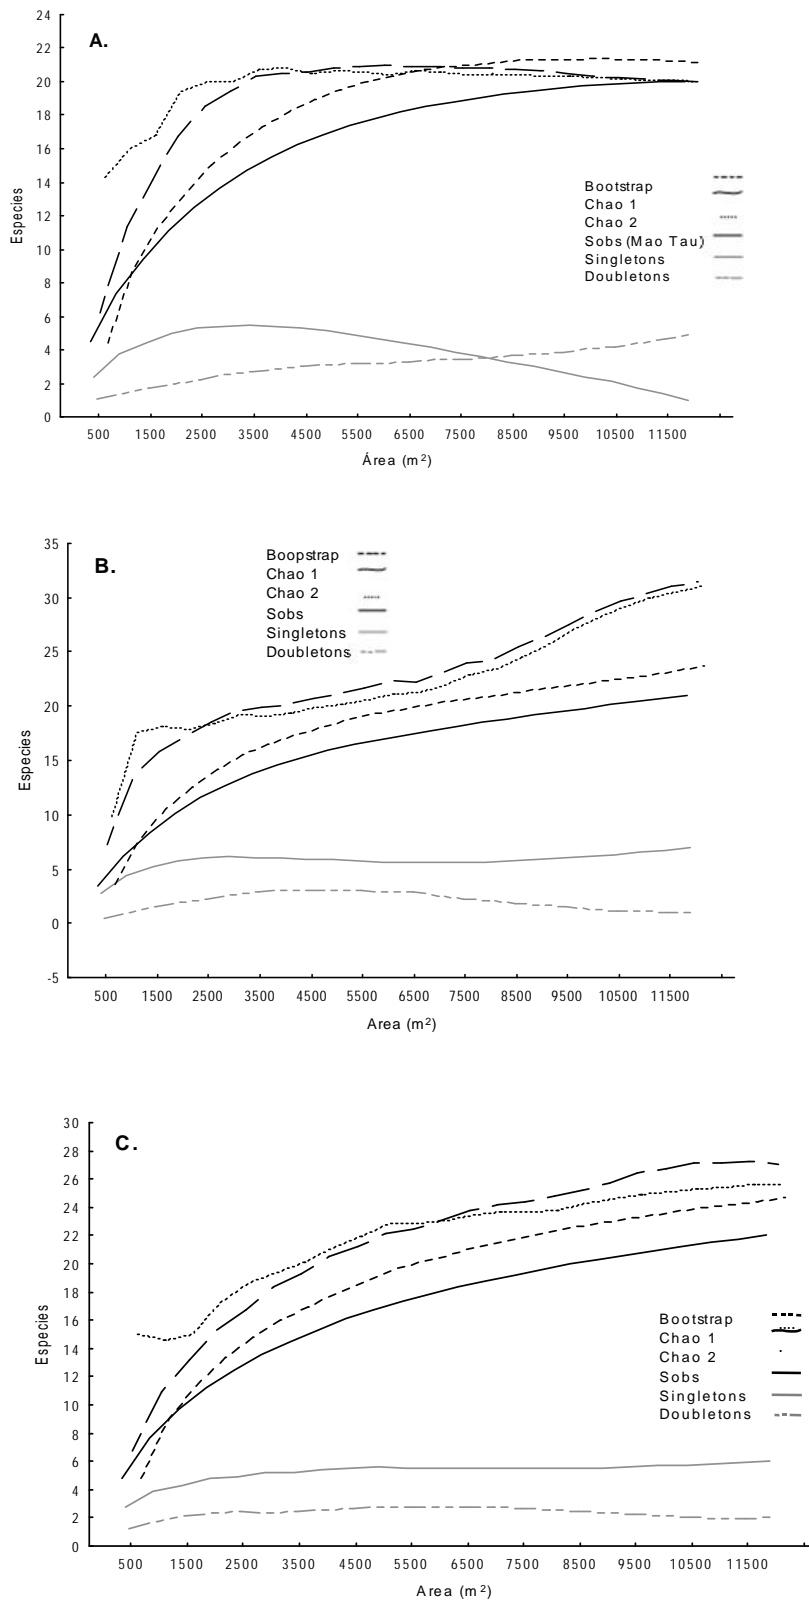 24
A.
22
20
18
16
14
12
10
8
6
4
2
0
Especies
Bootstrap
Chao 1
Chao 2
Sobs (Mao Tau)
Singletons
Doubletons
500 1500 2500 3500 4500 5500 6500 7500 8500 9500 10500 11500
Área (m²)
35
B.
30
25
20
15
10
5
0
-5
Especies
Boopstrap
Chao 1
Chao 2
Sobs
Singletons
Doubletons
500 1500 2500 3500 4500 5500 6500 7500 8500 9500 10500 11500
Area (m²)
30
C.
28
26
24
22
20
18
16
14
12
10
8
6
4
2
0
Especies
Bootstrap
Chao 1
Chao 2
Sobs
Singletons
Doubletons
500 1500 2500 3500 4500 5500 6500 7500 8500 9500 10500 11500
Area (m²)